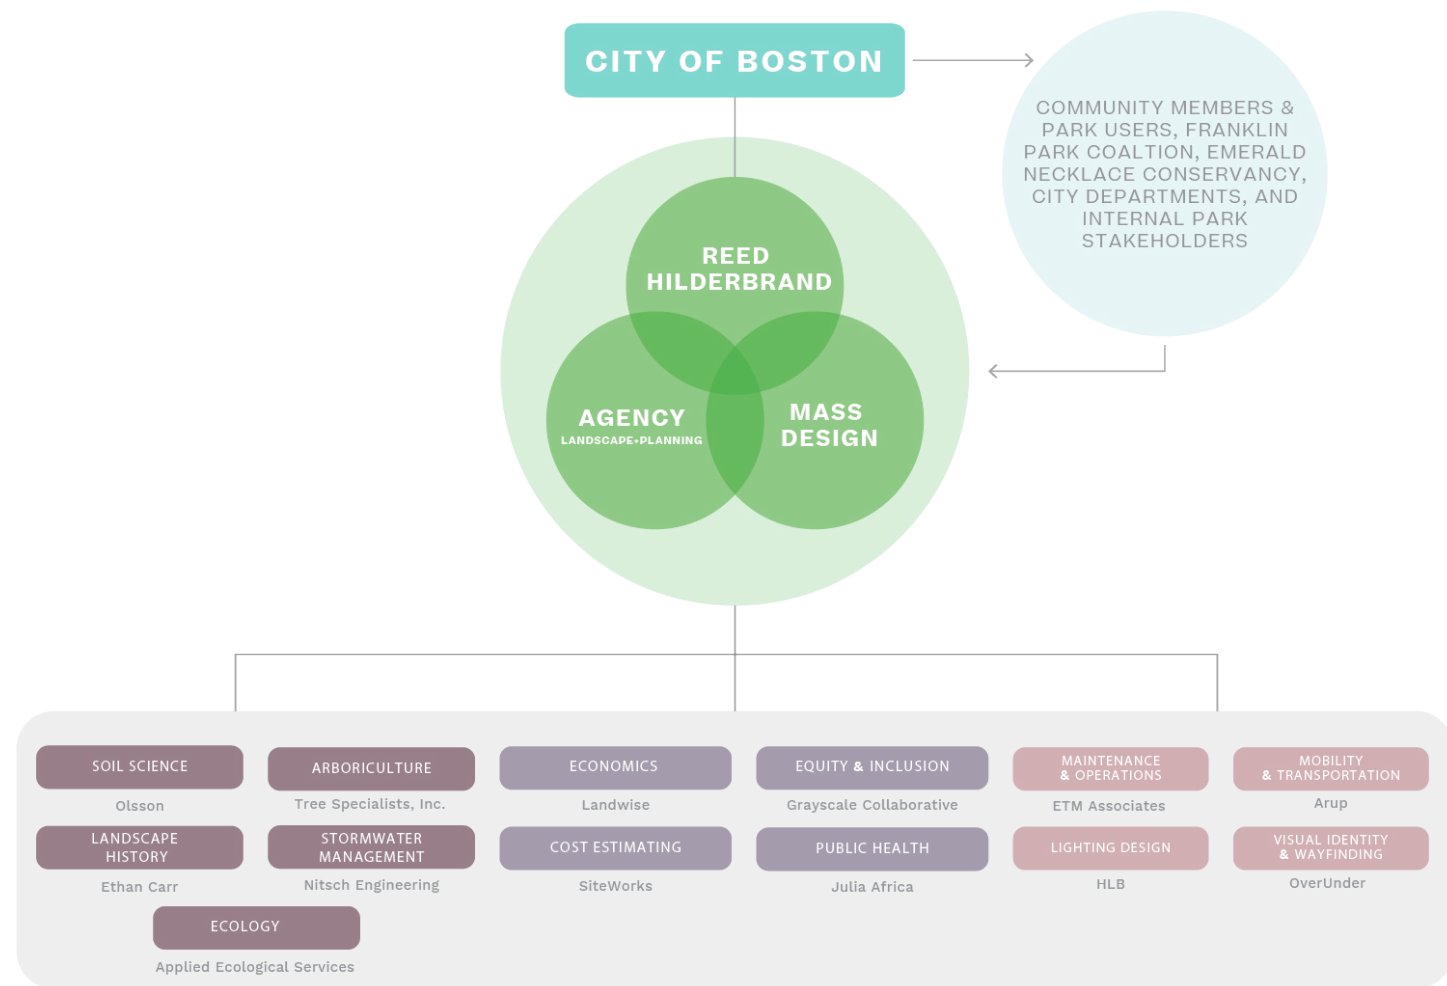 CITY OF BOSTON
COMMUNITY MEMBERS &
PARK USERS, FRANKLIN
PARK COALTION, EMERALD
NECKLACE CONSERVANCY,
CITY DEPARTMENTS, AND
INTERNAL PARK
STAKEHOLDERS
REED
HILDERBRAND
AGENCY
LANDSCAPE+PLANNING
MASS
DESIGN
SOIL SCIENCE
Olsson
ARBORICULTURE
Tree Specialists, Inc.
ECONOMICS
Landwise
EQUITY & INCLUSION
Grayscale Collaborative
MAINTENANCE
& OPERATIONS
ETM Associates
MOBILITY
& TRANSPORTATION
Arup
LANDSCAPE
HISTORY
Ethan Carr
STORMWATER
MANAGEMENT
Nitsch Engineering
COST ESTIMATING
SiteWorks
PUBLIC HEALTH
Julia Africa
LIGHTING DESIGN
HLB
VISUAL IDENTITY
& WAYFINDING
OverUnder
ECOLOGY
Applied Ecological Services